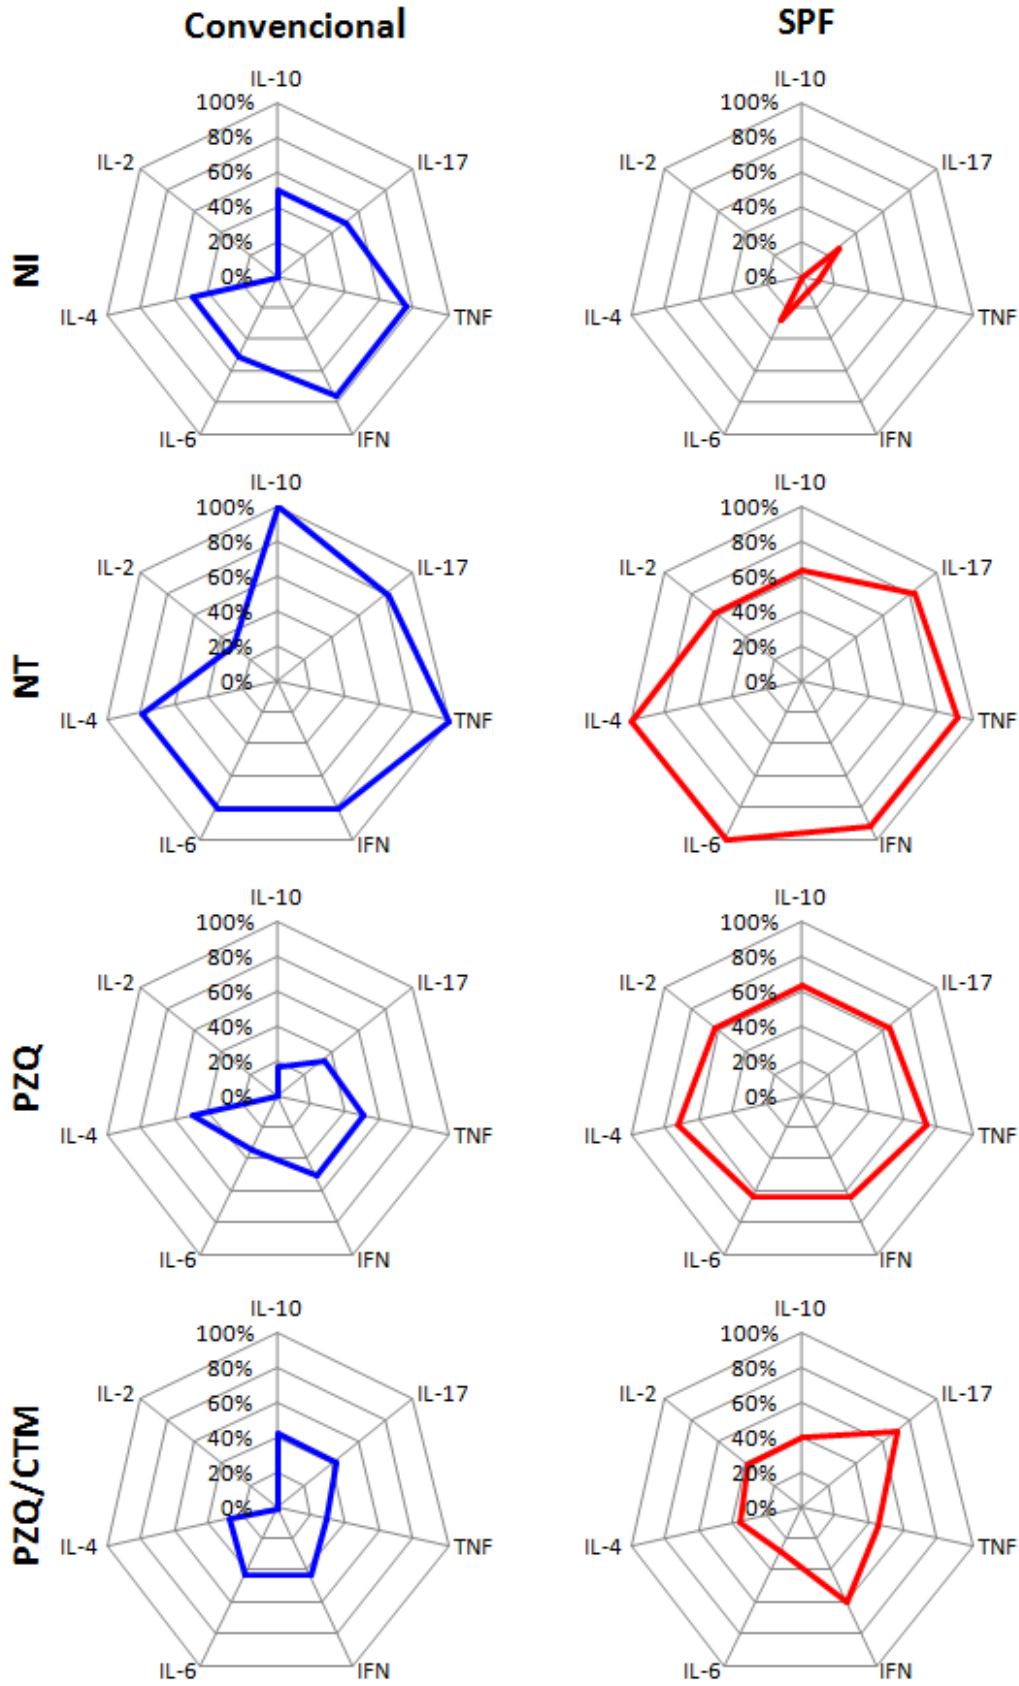 Convencional SPF
NI
IL-10 IL-10
100% 100%
IL-2 80% IL-17 IL-2 80% IL-17
60% 60%
40% 40%
20% 20%
0% 0%
IL-4 TNF IL-4 TNF
IL-6 IFN IL-6 IFN
NT
IL-10 IL-10
100% 100%
IL-2 80% IL-17 IL-2 80% IL-17
60% 60%
40% 40%
20% 20%
0% 0%
IL-4 TNF IL-4 TNF
IL-6 IFN IL-6 IFN
PZQ
IL-10 IL-10
100% 100%
IL-2 80% IL-17 IL-2 80% IL-17
60% 60%
40% 40%
20% 20%
0% 0%
IL-4 TNF IL-4 TNF
IL-6 IFN IL-6 IFN
PZQ/CTM
IL-10 IL-10
100% 100%
IL-2 80% IL-17 IL-2 80% IL-17
60% 60%
40% 40%
20% 20%
0% 0%
IL-4 TNF IL-4 TNF
IL-6 IFN IL-6 IFN